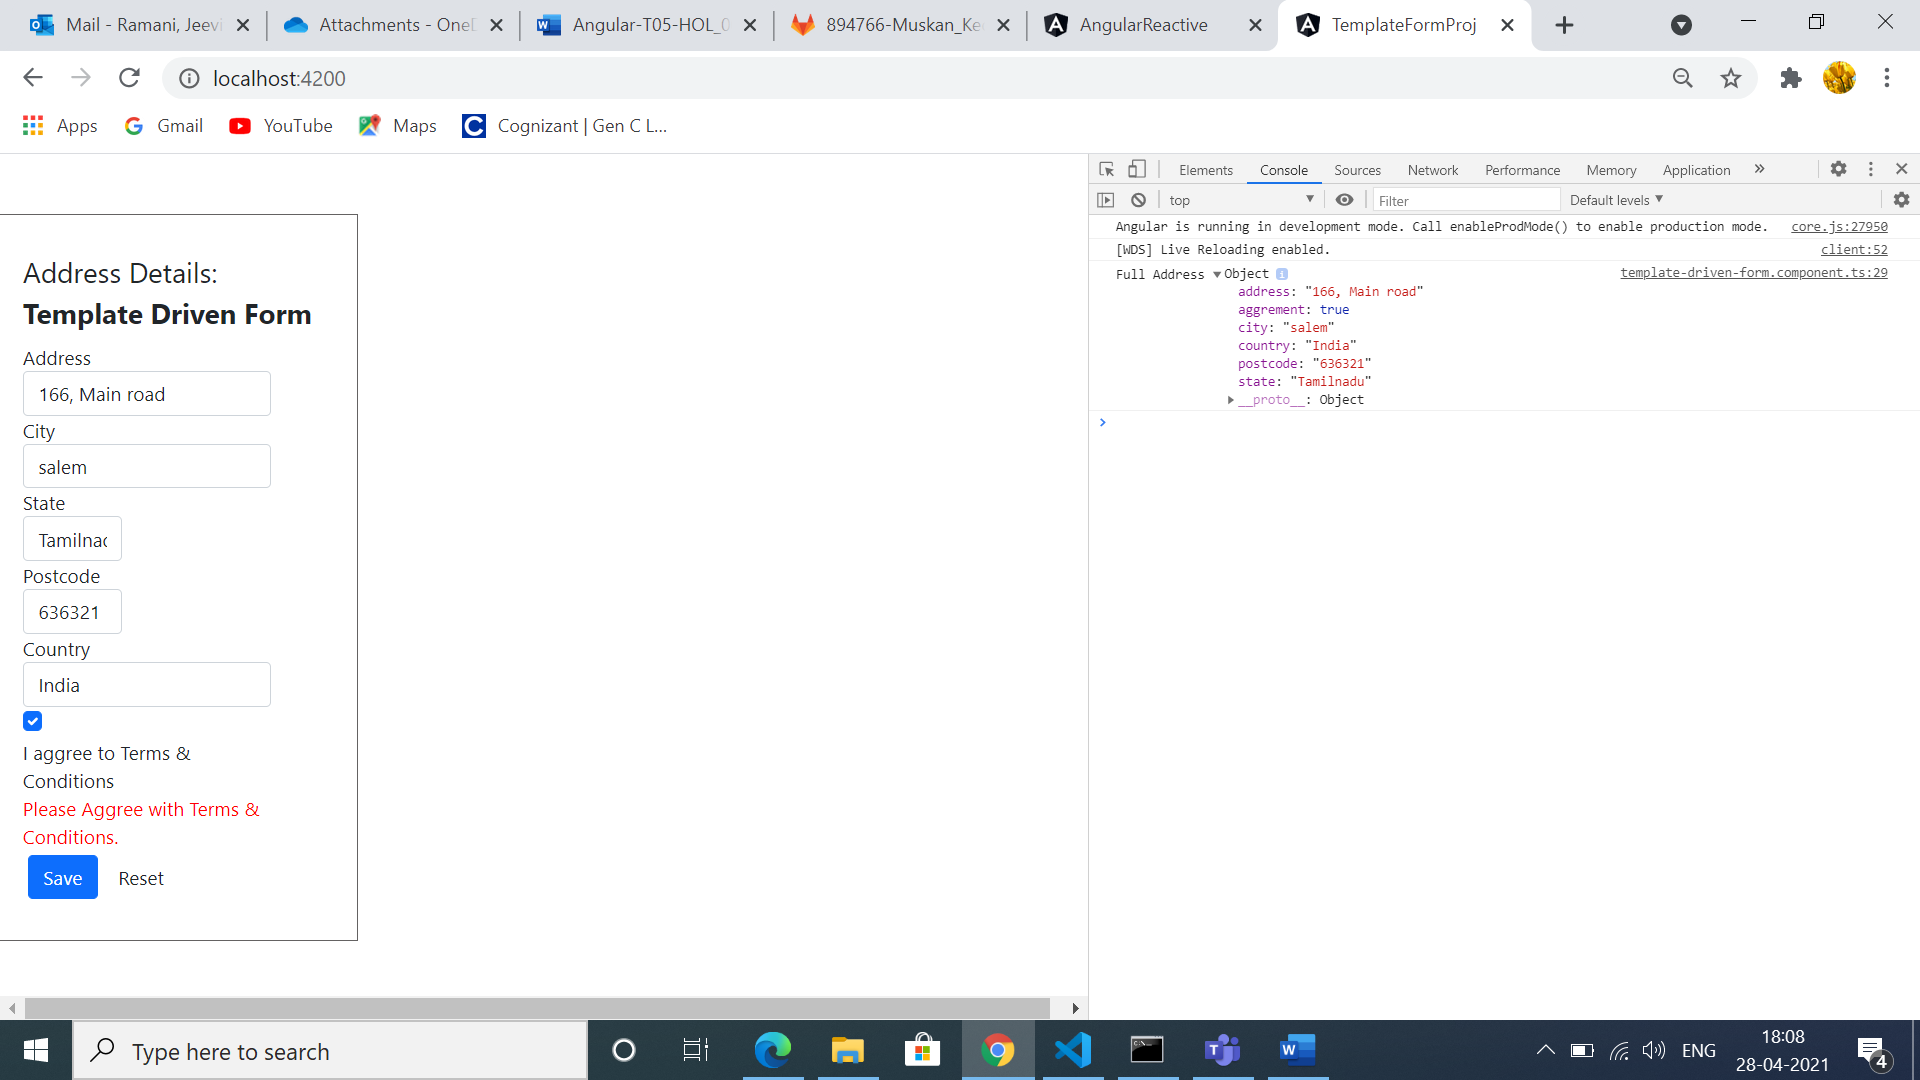 Mail - Ramani, Jeevi
Attachments - OneD
Angular-T05-HOL_0
894766-Muskan_Ke
AngularReactive
TemplateFormProj
localhost:4200
Apps
Gmail
YouTube
Maps
Cognizant | Gen C L...
Elements
Console
Sources
Network
Performance
Memory
Application
top
Filter
Default levels
Angular is running in development mode. Call enableProdMode() to enable production mode.
core.js:27950
[WDS] Live Reloading enabled.
client:52
Full Address Object
template-driven-form.component.ts:29
address: "166, Main road"
aggrement: true
city: "salem"
country: "India"
postcode: "636321"
state: "Tamilnadu"
__proto__: Object
Address Details:
Template Driven Form
Address
166, Main road
City
salem
State
Tamilnad
Postcode
636321
Country
India
I aggree to Terms &
Conditions
Please Aggree with Terms &
Conditions.
Save
Reset
Type here to search
ENG
18:08
28-04-2021
4